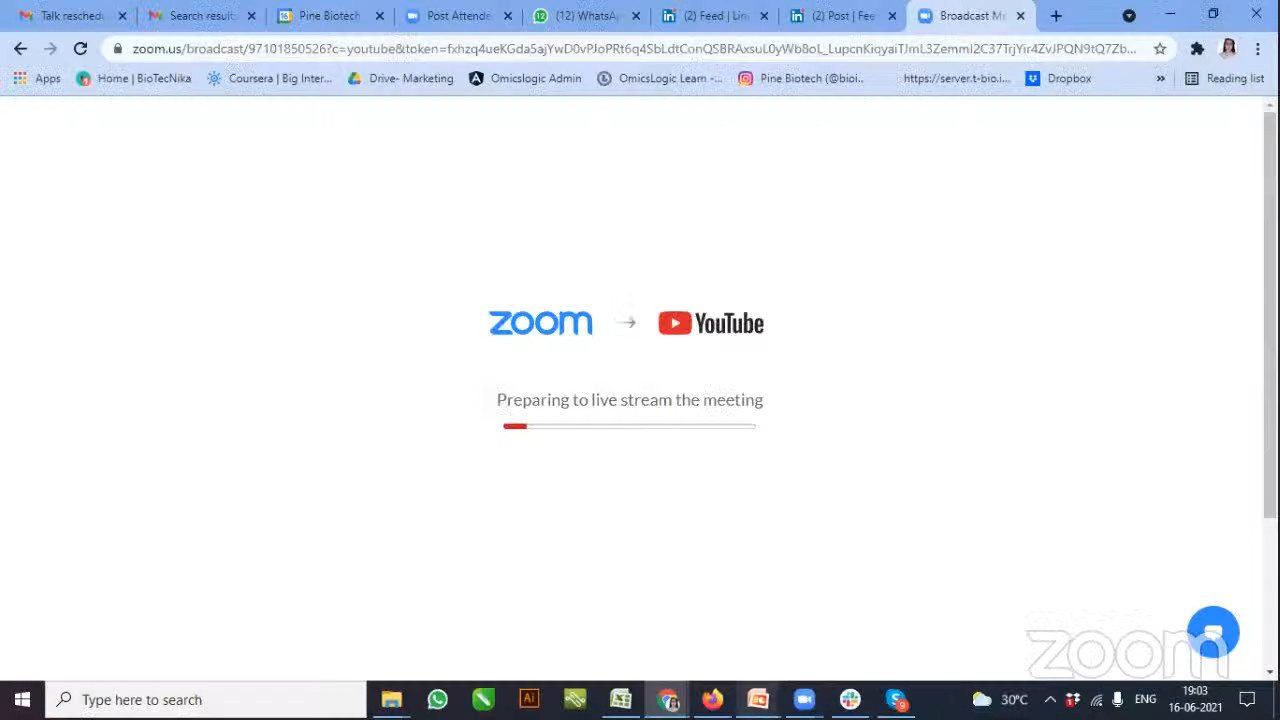 Talk resched
Search result
Pine Biotech
Post Attende
(12) WhatsA
(2) Feed | Lin
(2) Post | Fee
Broadcast M
zoom.us/broadcast/97101850526?c=youtube&token=
Apps
Home | BioTecNika
Coursera | Big Inter...
Drive- Marketing
Omicslogic Admin
OmicsLogic Learn -...
Pine Biotech (@bioi...
https://server.t-bio.i...
Dropbox
»
Reading list
zoom → YouTube
Preparing to live stream the meeting
zoom
Type here to search
30°C
ENG
19:03
16-06-2021